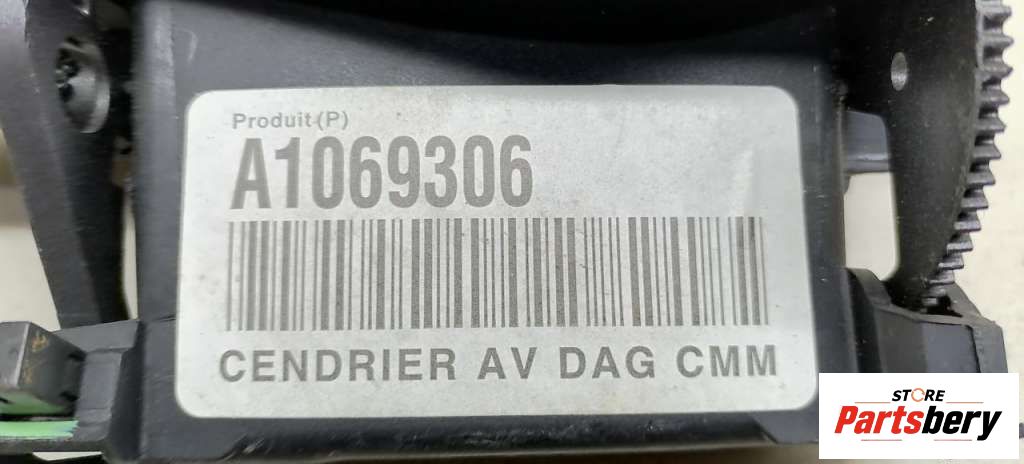 Produit (P)
A1069306
CENDRIER AV DAG CMM
STORE
Partsbery